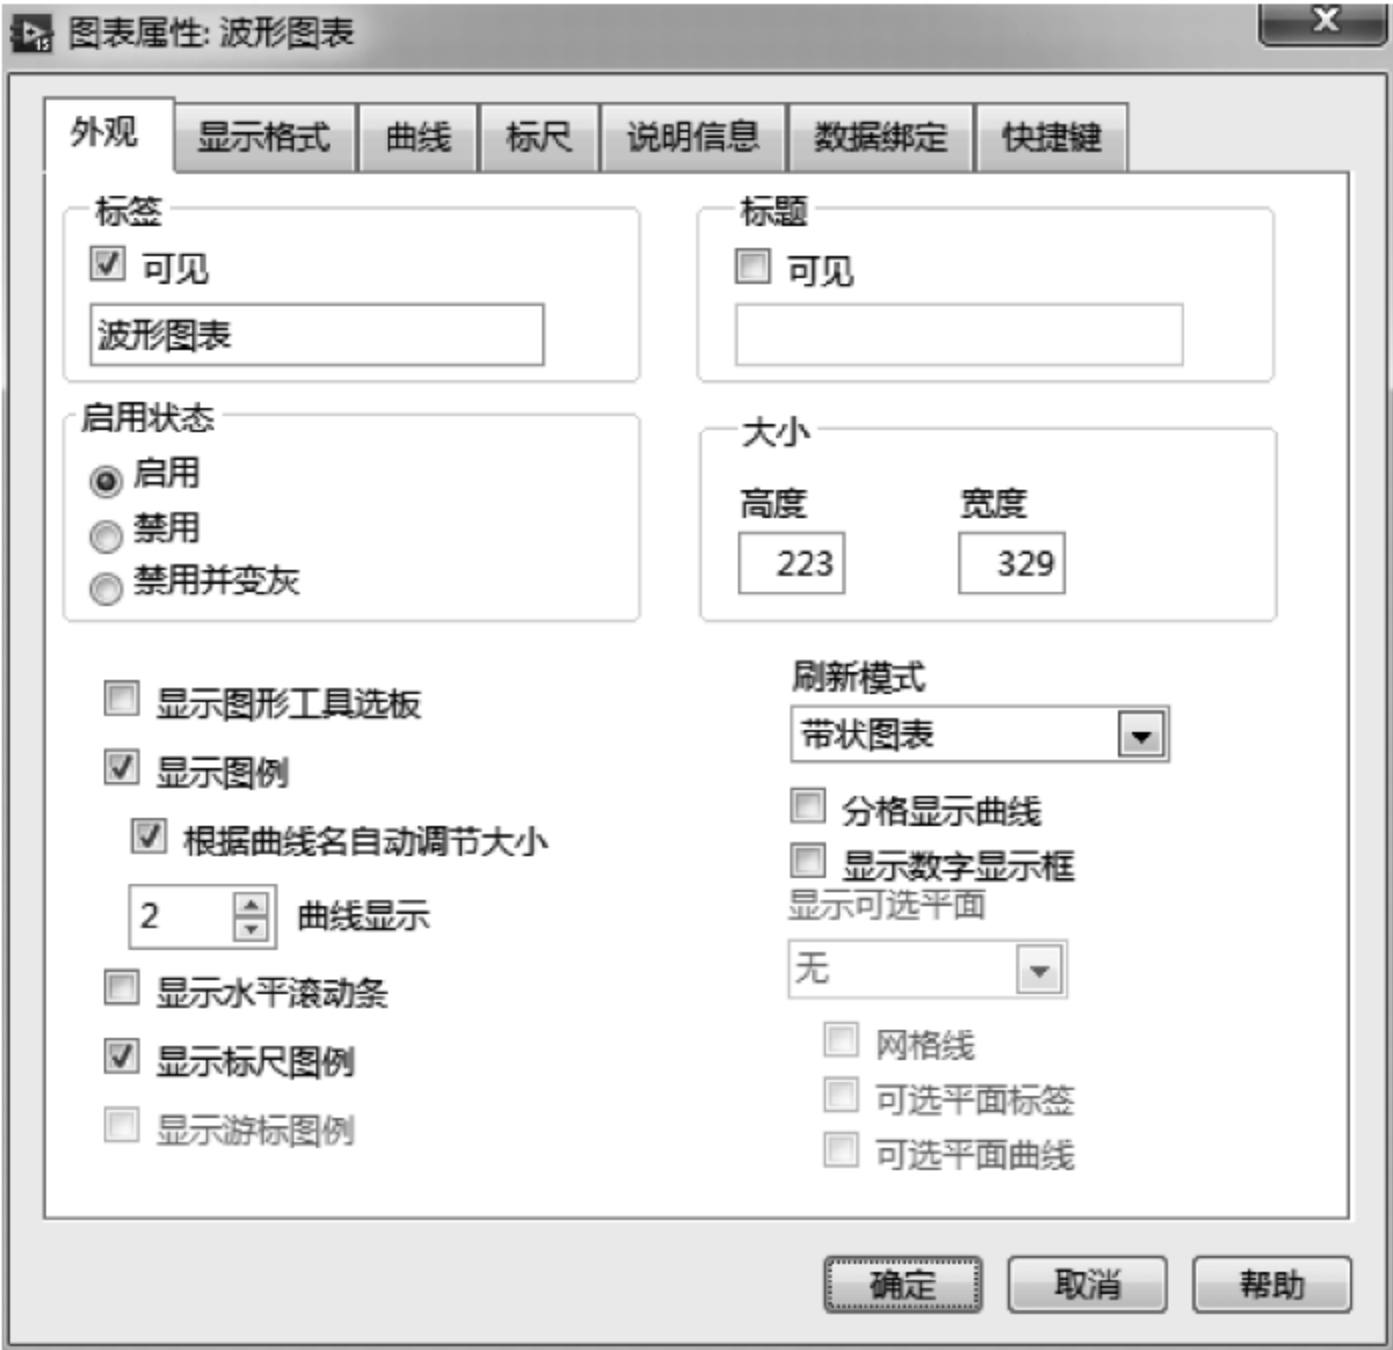 图表属性: 波形图表
外观 显示格式 曲线 标尺 说明信息 数据绑定 快捷键
标签
可见
波形图表
标题
可见
启用状态
启用
禁用
禁用并变灰
大小
高度 宽度
223 329
显示图形工具选板
显示图例
根据曲线名自动调节大小
2 曲线显示
显示水平滚动条
显示标尺图例
显示游标图例
刷新模式
带状图表
分格显示曲线
显示数字显示框
显示可选平面
无
网格线
可选平面标签
可选平面曲线
确定 取消 帮助